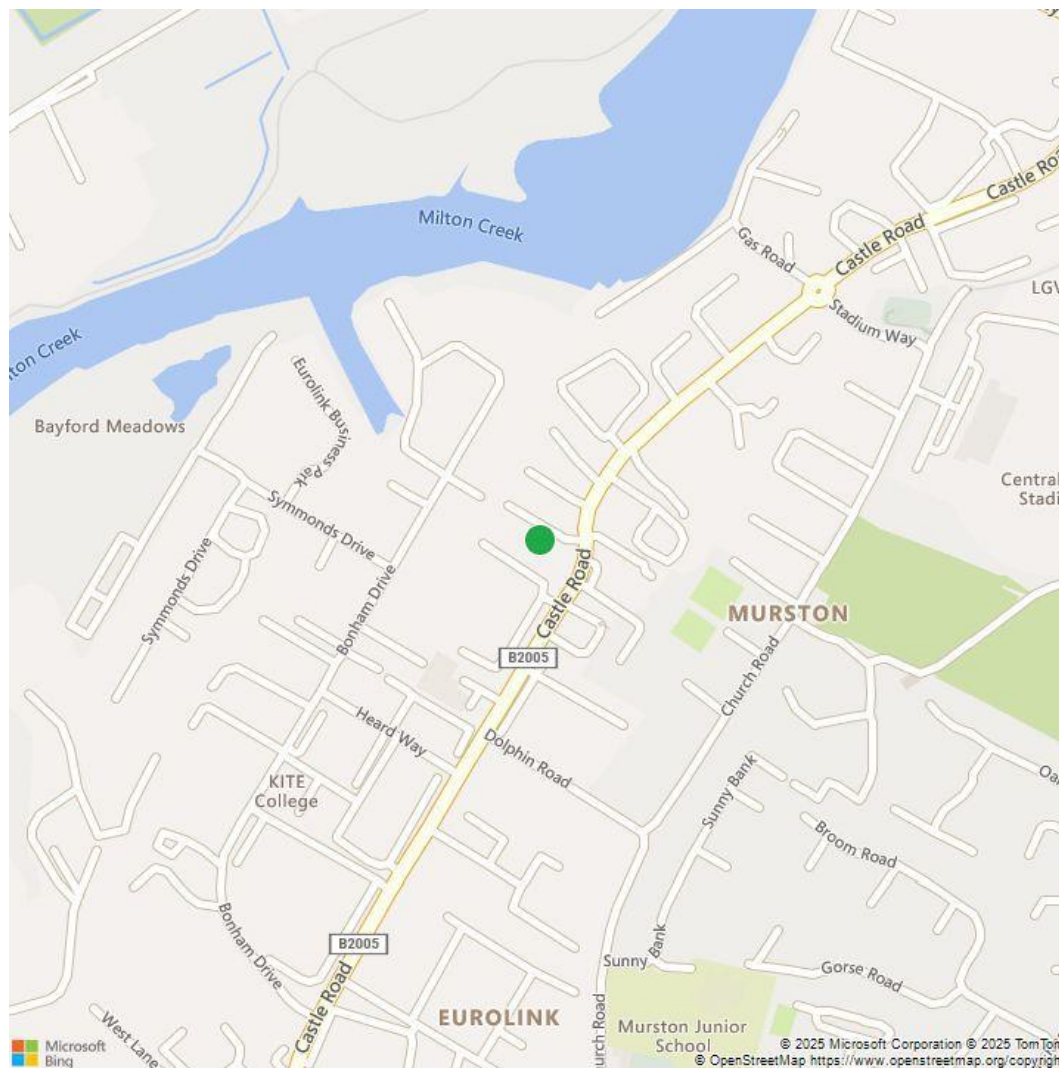 Milton Creek
Castle Road
Castle Roa
Gas Road
LGV
Stadium Way
ton Creek
Eurolink Business
Park
Bayford Meadows
Symmonds Drive
Central
Stadi
Symmonds Drive
Bonham Drive
Castle Road
MURSTON
B2005
Church Road
Heard Way
Dolphin Road
Oa
KITE
College
Sunny Bank
Broom Road
Bonham Drive
B2005
Sunny Bank
Gorse Road
Castle Road
EUROLINK
Church Road
Murston Junior
School
West Lane
Microsoft
Bing
© 2025 Microsoft Corporation © 2025 TomTom
© OpenStreetMap https://www.openstreetmap.org/copyrigh